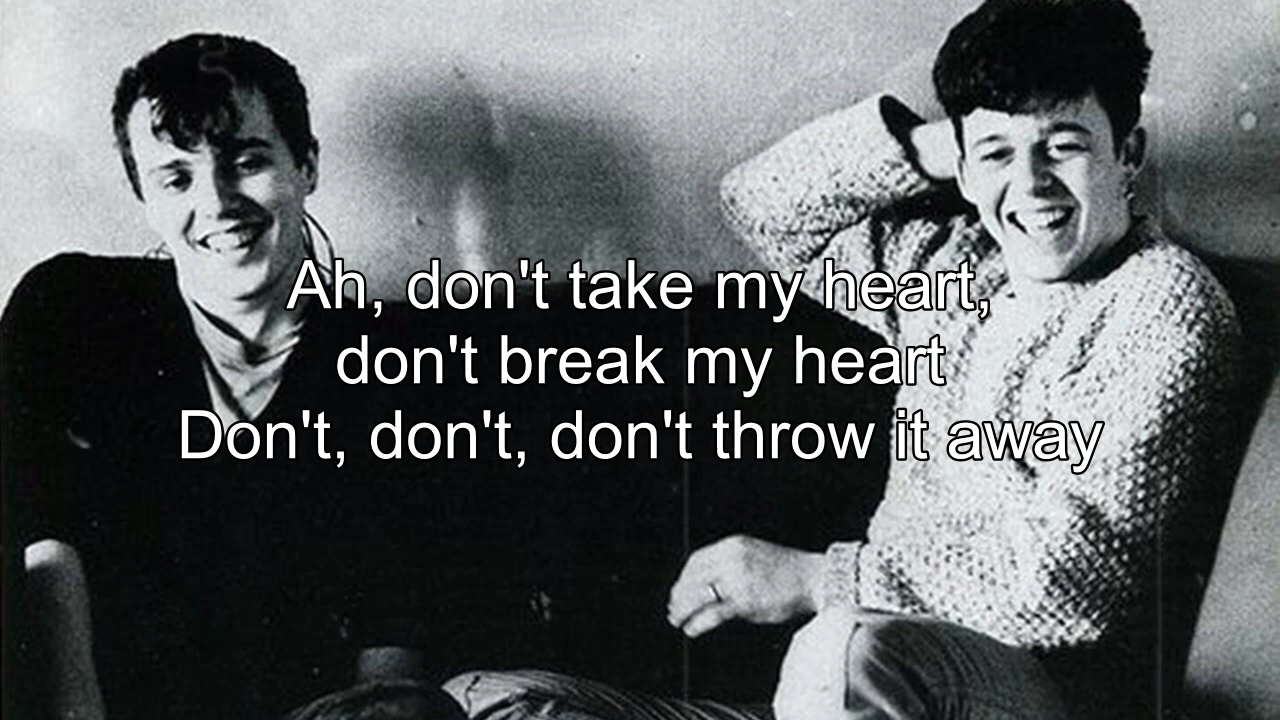 Ah, don't take my heart,
don't break my heart
Don't, don't, don't throw it away